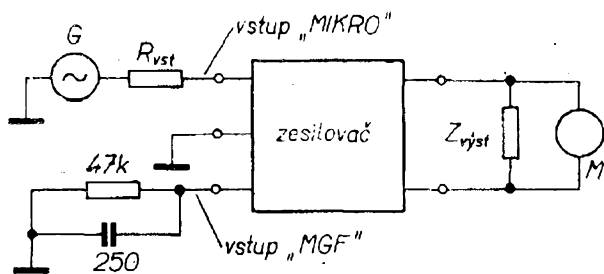 G
R_vst
vstup „MIKRO”
zesilovač
Z_výst
M
47k
250
vstup „MGF”